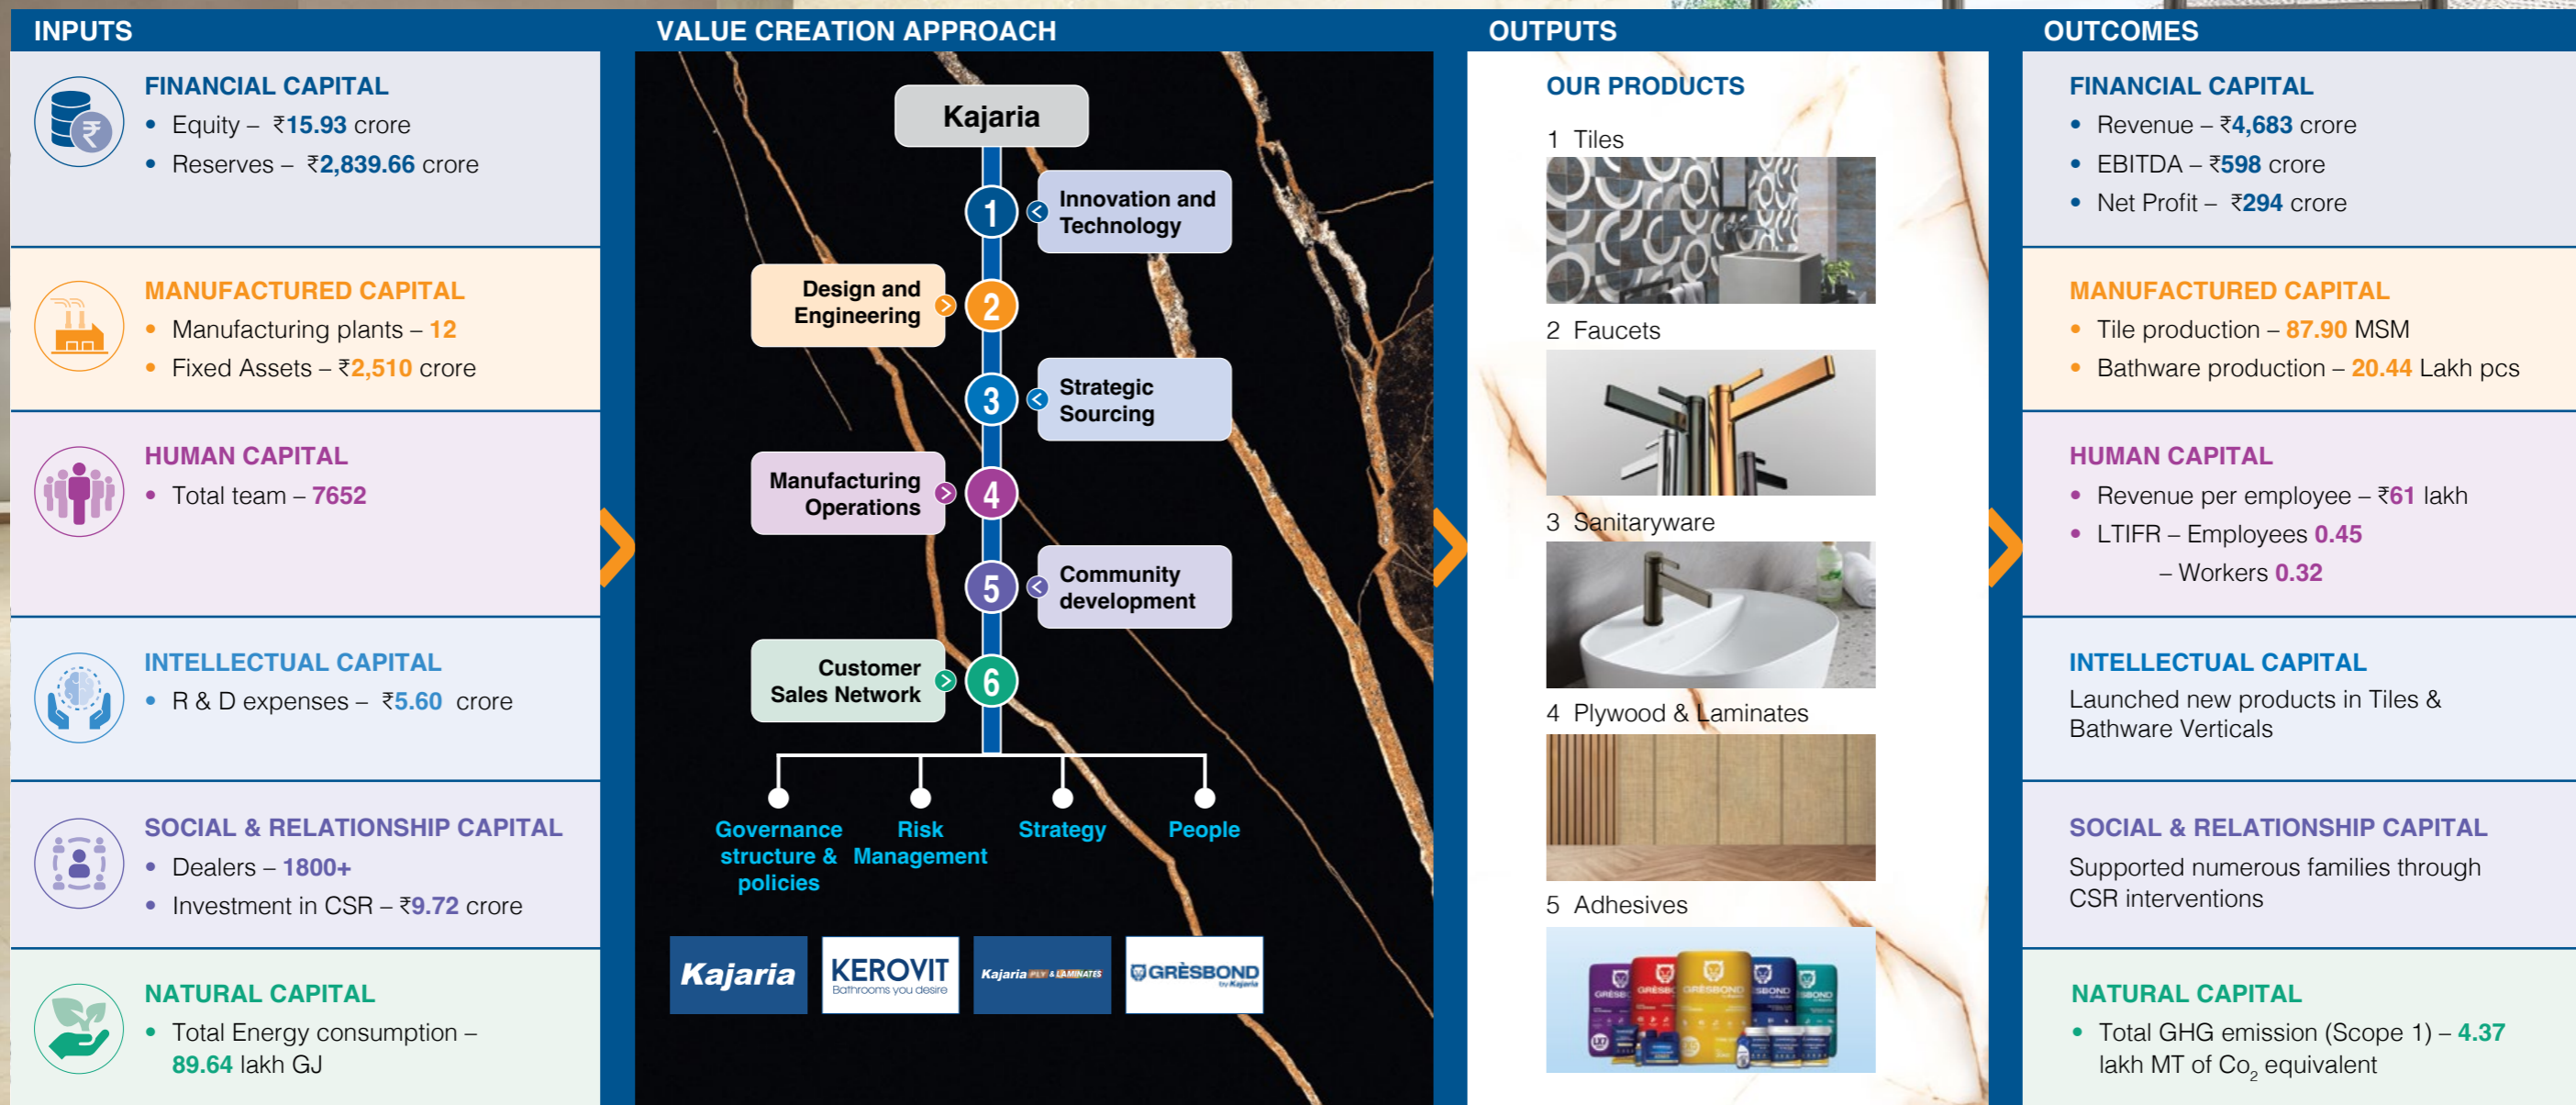 INPUTS
FINANCIAL CAPITAL
• Equity – ₹15.93 crore
• Reserves – ₹2,839.66 crore
MANUFACTURED CAPITAL
• Manufacturing plants – 12
• Fixed Assets – ₹2,510 crore
HUMAN CAPITAL
• Total team – 7652
INTELLECTUAL CAPITAL
• R & D expenses – ₹5.60 crore
SOCIAL & RELATIONSHIP CAPITAL
• Dealers – 1800+
• Investment in CSR – ₹9.72 crore
NATURAL CAPITAL
• Total Energy consumption –
89.64 lakh GJ
VALUE CREATION APPROACH
Kajaria
1
Innovation and
Technology
Design and
Engineering
2
3
Strategic
Sourcing
Manufacturing
Operations
4
5
Community
development
Customer
Sales Network
6
Governance
structure &
policies
Risk
Management
Strategy
People
Kajaria
KEROVIT
Bathrooms you desire
Kajaria PLY & LAMINATES
GRÈSBOND
by Kajaria
OUTPUTS
OUR PRODUCTS
1 Tiles
2 Faucets
3 Sanitaryware
4 Plywood & Laminates
5 Adhesives
GRÈSBOND
OUTCOMES
FINANCIAL CAPITAL
• Revenue – ₹4,683 crore
• EBITDA – ₹598 crore
• Net Profit – ₹294 crore
MANUFACTURED CAPITAL
• Tile production – 87.90 MSM
• Bathware production – 20.44 Lakh pcs
HUMAN CAPITAL
• Revenue per employee – ₹61 lakh
• LTIFR – Employees 0.45
– Workers 0.32
INTELLECTUAL CAPITAL
Launched new products in Tiles &
Bathware Verticals
SOCIAL & RELATIONSHIP CAPITAL
Supported numerous families through
CSR interventions
NATURAL CAPITAL
• Total GHG emission (Scope 1) – 4.37
lakh MT of Co₂ equivalent